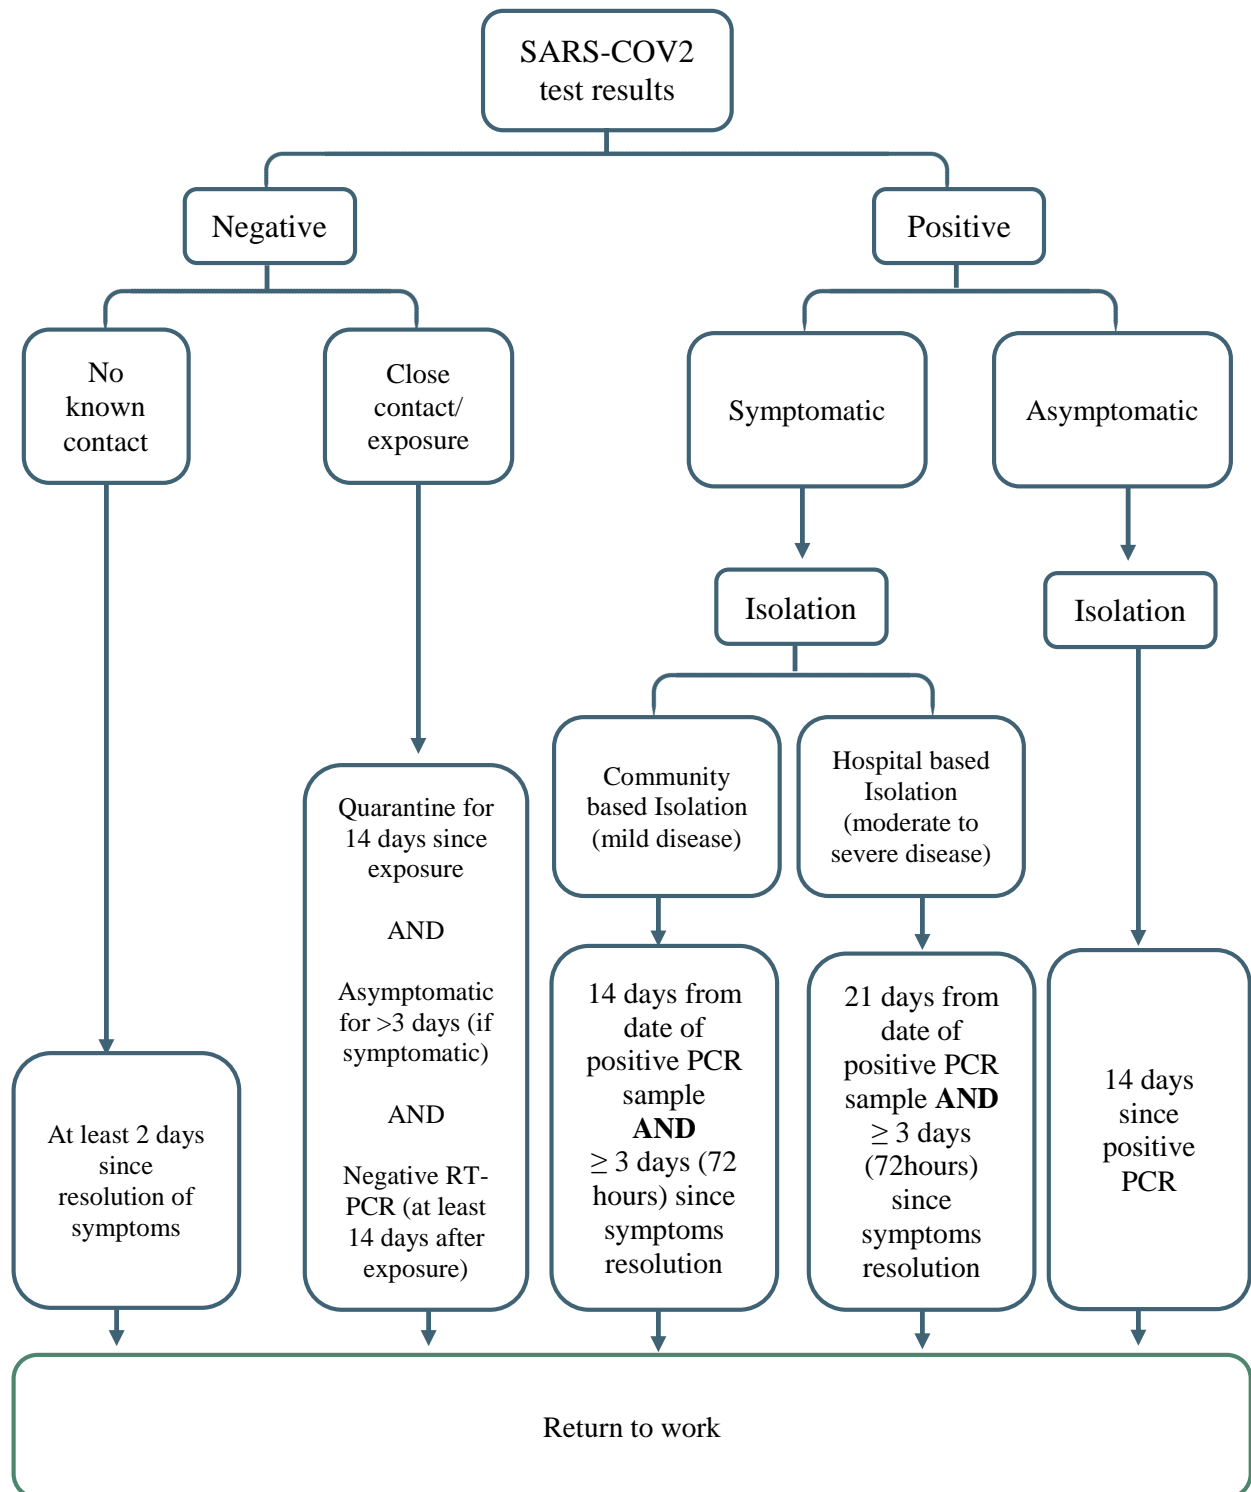 SARS-COV2
test results
Negative
Positive
No
known
contact
Close
contact/
exposure
Symptomatic
Asymptomatic
Isolation
Isolation
Community
based Isolation
(mild disease)
Hospital based
Isolation
(moderate to
severe disease)
At least 2 days
since
resolution of
symptoms
Quarantine for
14 days since
exposure
AND
Asymptomatic
for >3 days (if
symptomatic)
AND
Negative RT-
PCR (at least
14 days after
exposure)
14 days from
date of
positive PCR
sample
AND
≥ 3 days (72
hours) since
symptoms
resolution
21 days from
date of
positive PCR
sample AND
≥ 3 days
(72hours)
since
symptoms
resolution
14 days
since
positive
PCR
Return to work